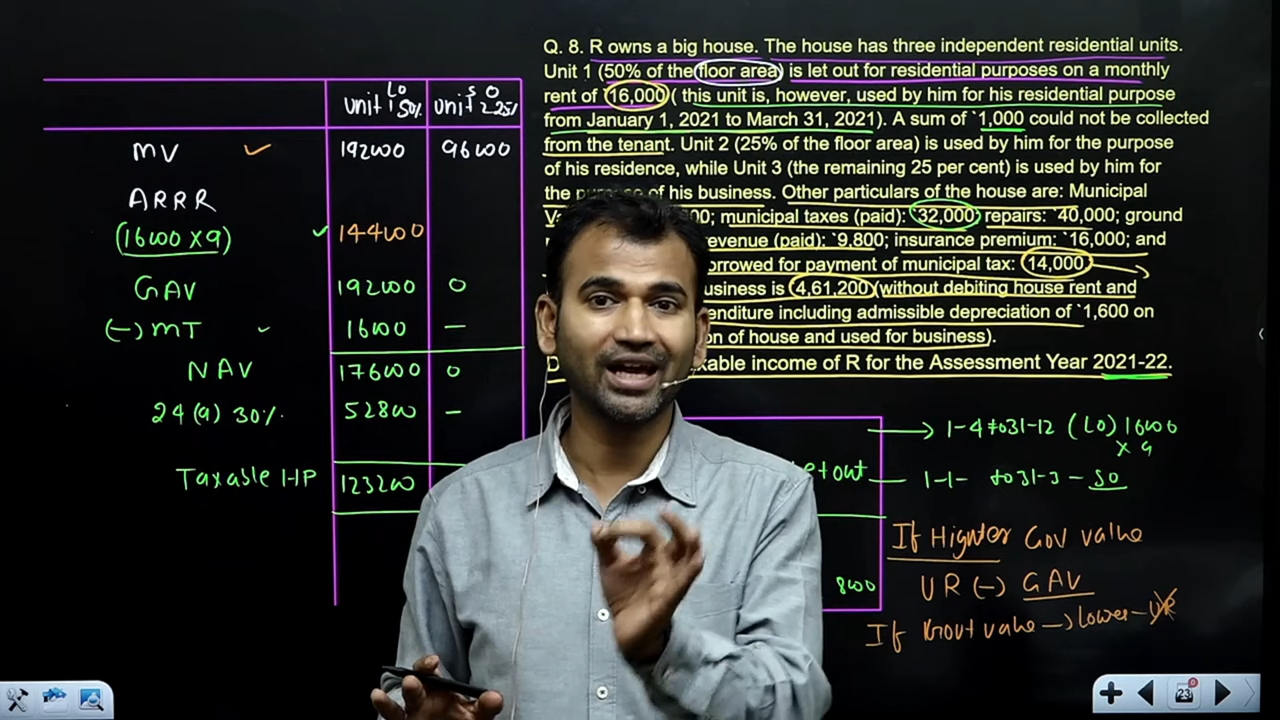 Q. 8. R owns a big house. The house has three independent residential units.
Unit 1 (50% of the floor area) is let out for residential purposes on a monthly
rent of `16,000 ( this unit is, however, used by him for his residential purpose
from January 1, 2021 to March 31, 2021). A sum of `1,000 could not be collected
from the tenant. Unit 2 (25% of the floor area) is used by him for the purpose
of his residence, while Unit 3 (the remaining 25 per cent) is used by him for
the of his business. Other particulars of the house are: Municipal
00; municipal taxes (paid): `32,000; repairs: `40,000; ground
revenue (paid): `9,800; insurance premium: `16,000; and
orrowed for payment of municipal tax: 14,000
usiness is 4,61,200 (without debiting house rent and
enditure including admissible depreciation of `1,600 on
on of house and used for business).
D xable income of R for the Assessment Year 2021-22.
LO S O
Unit 1 50% Unit 2 25%
MV 192000 96000
ARRR
(16000 X 9) 144000
GAV 192000 0
(-) MT 16000 —
NAV 176000 0
24 (a) 30%. 52800 —
Taxable HP 123200
1-4 to 31-12 (LO) 16000
x 9
et out 1-1- to 31-3 - SO
If Highter Gov value
UR (-) GAV
800
If Govt value → lower - UR
23
0